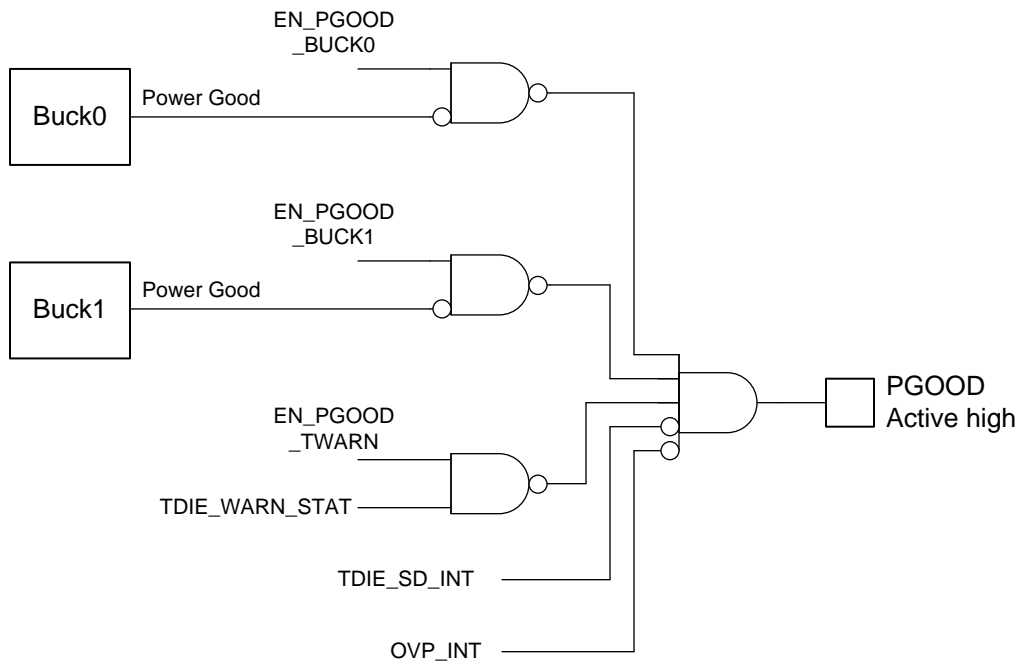 EN_PGOOD
_BUCK0
Buck0
Power Good
EN_PGOOD
_BUCK1
Buck1
Power Good
EN_PGOOD
_TWARN
TDIE_WARN_STAT
PGOOD
Active high
TDIE_SD_INT
OVP_INT